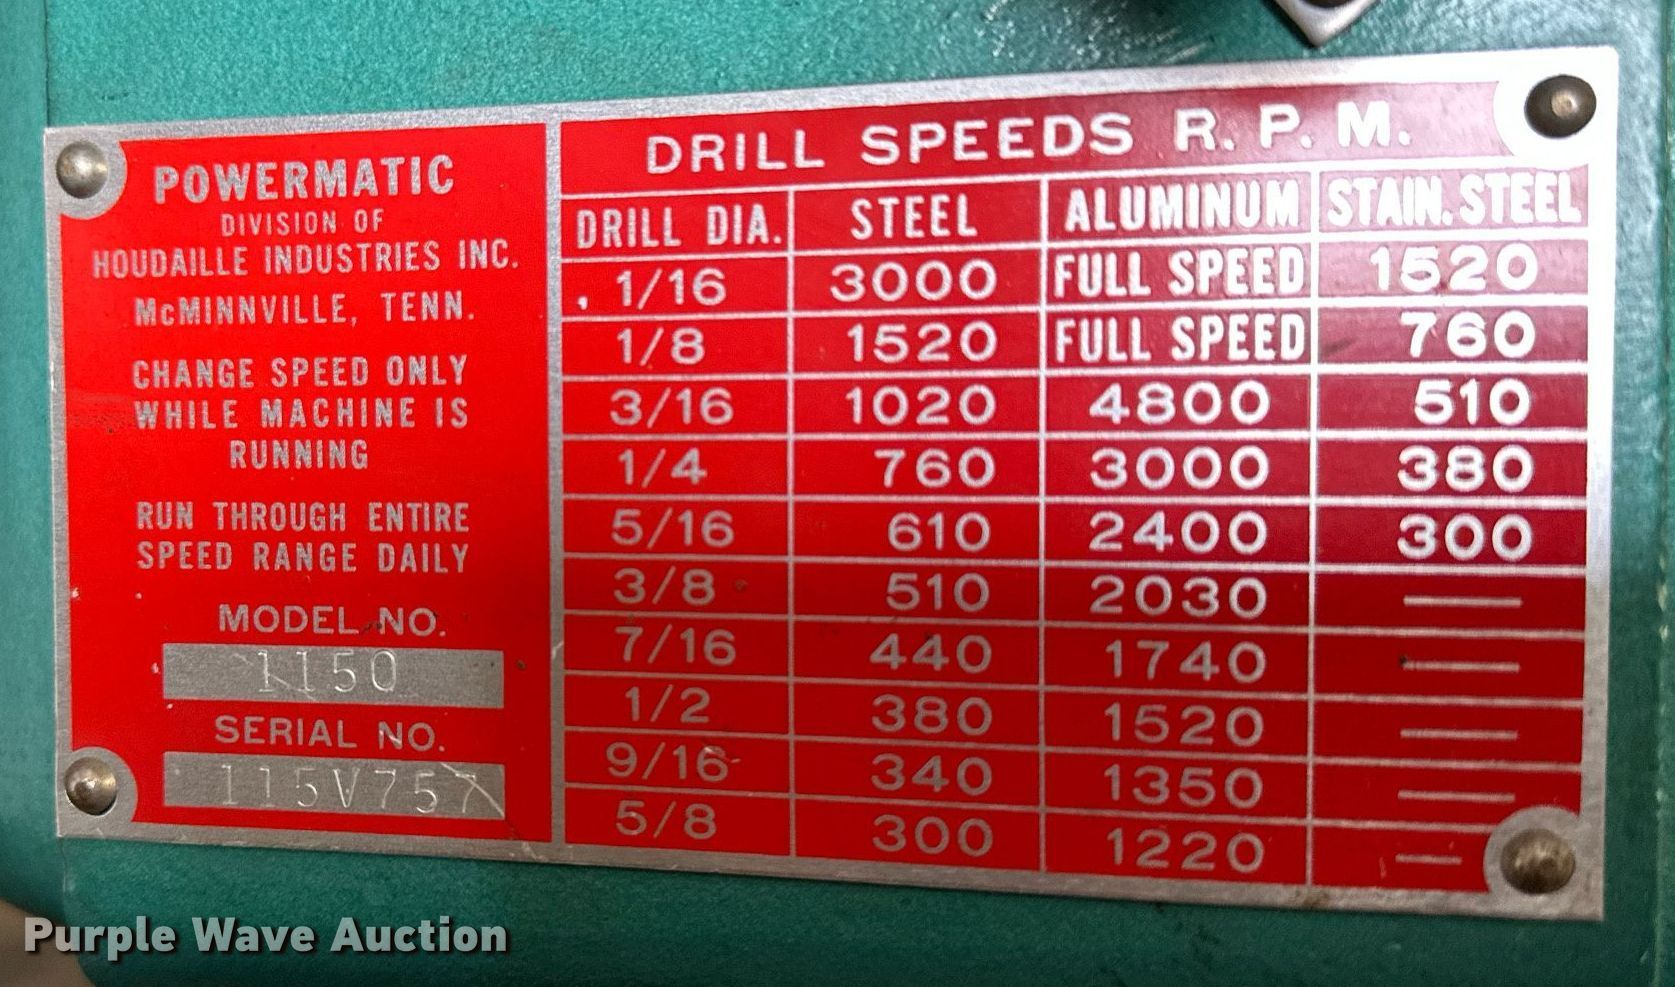 POWERMATIC
DIVISION OF
HOUDAILLE INDUSTRIES INC.
McMINNVILLE, TENN.
CHANGE SPEED ONLY
WHILE MACHINE IS
RUNNING
RUN THROUGH ENTIRE
SPEED RANGE DAILY
MODEL NO.
1150
SERIAL NO.
115V757
DRILL SPEEDS R.P.M.
DRILL DIA. STEEL ALUMINUM STAIN. STEEL
1/16 3000 FULL SPEED 1520
1/8 1520 FULL SPEED 760
3/16 1020 4800 510
1/4 760 3000 380
5/16 610 2400 300
3/8 510 2030 —
7/16 440 1740 —
1/2 380 1520 —
9/16 340 1350 —
5/8 300 1220 —
Purple Wave Auction